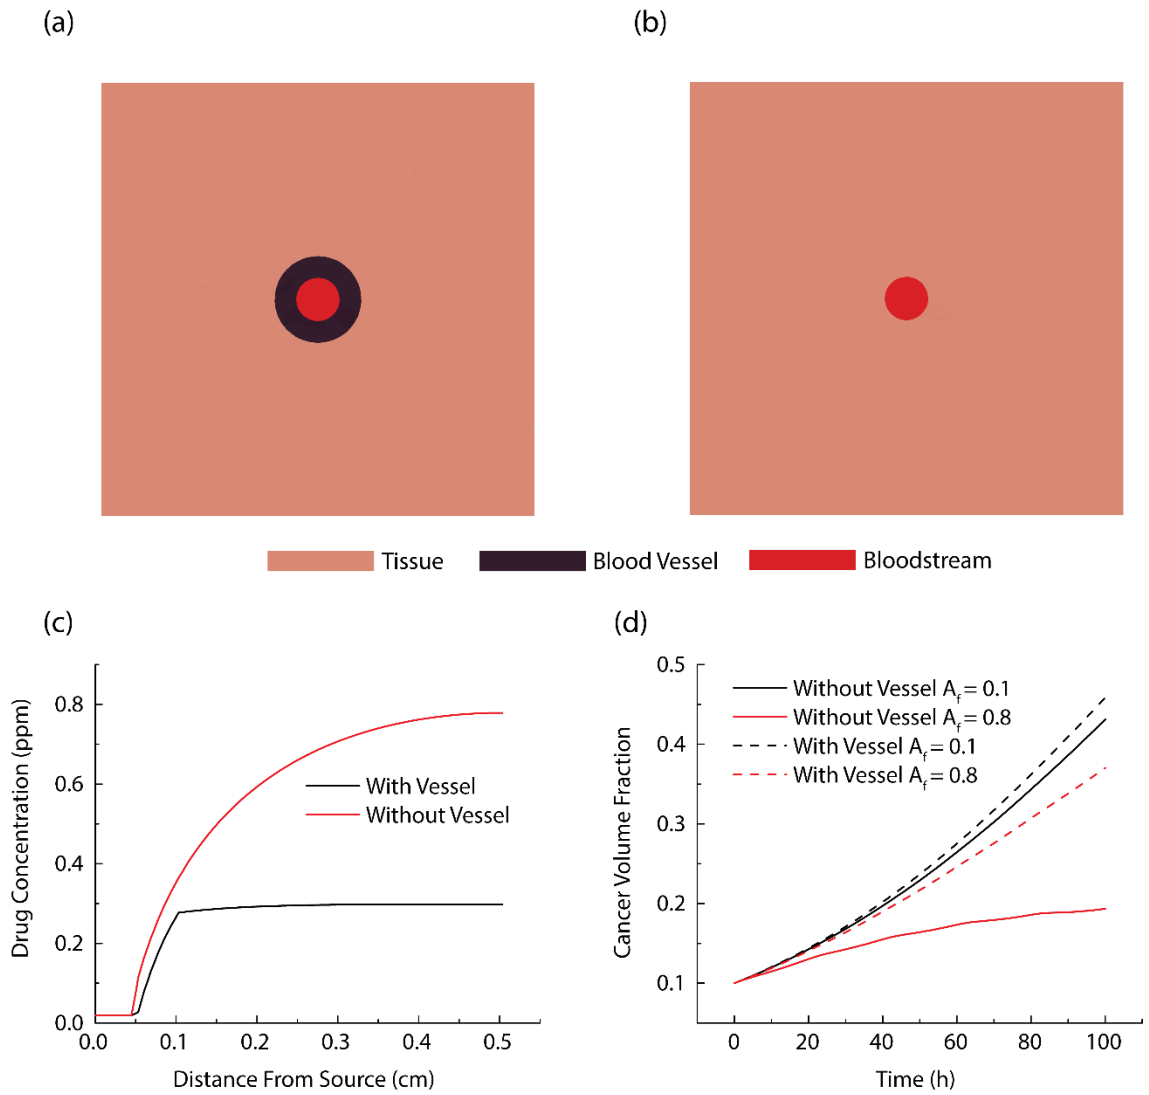 (a)
(b)
Tissue
Blood Vessel
Bloodstream
(c)
Drug Concentration (ppm)
0.8
0.6
0.4
0.2
0.0
With Vessel
Without Vessel
0.0 0.1 0.2 0.3 0.4 0.5
Distance From Source (cm)
(d)
Cancer Volume Fraction
0.5
0.4
0.3
0.2
0.1
Without Vessel Af = 0.1
Without Vessel Af = 0.8
With Vessel Af = 0.1
With Vessel Af = 0.8
0 20 40 60 80 100
Time (h)